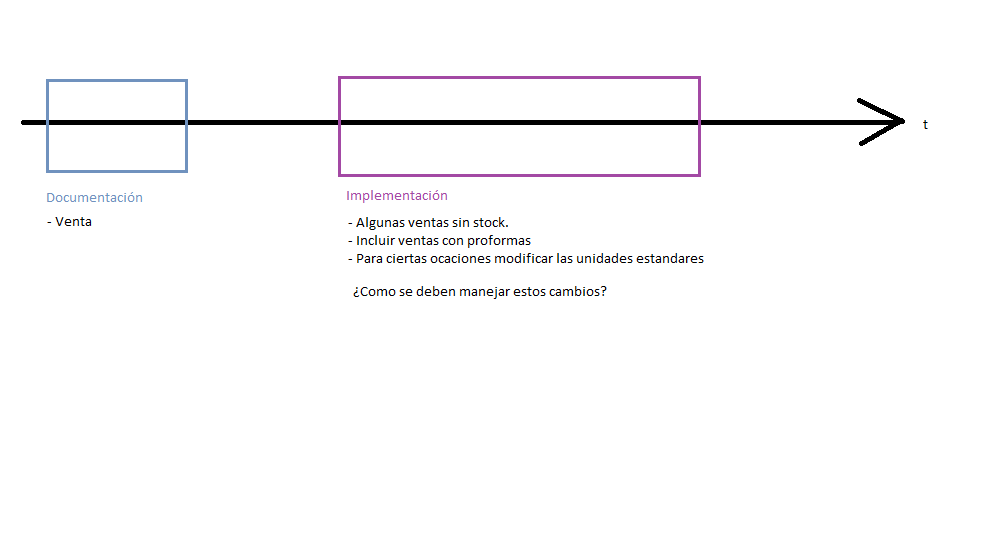 t
Documentación
- Venta
Implementación
- Algunas ventas sin stock.
- Incluir ventas con proformas
- Para ciertas ocaciones modificar las unidades estandares
¿Como se deben manejar estos cambios?